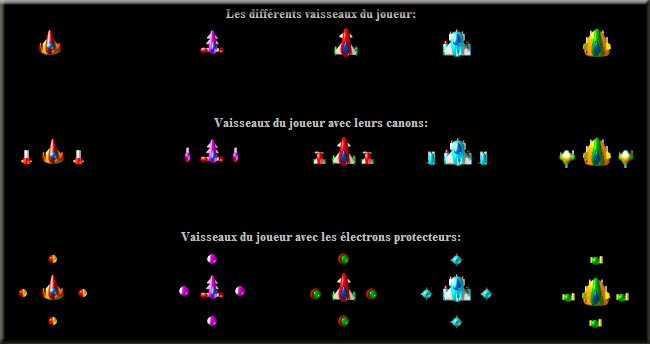 Les différents vaisseaux du joueur:
Vaisseaux du joueur avec leurs canons:
Vaisseaux du joueur avec les électrons protecteurs: